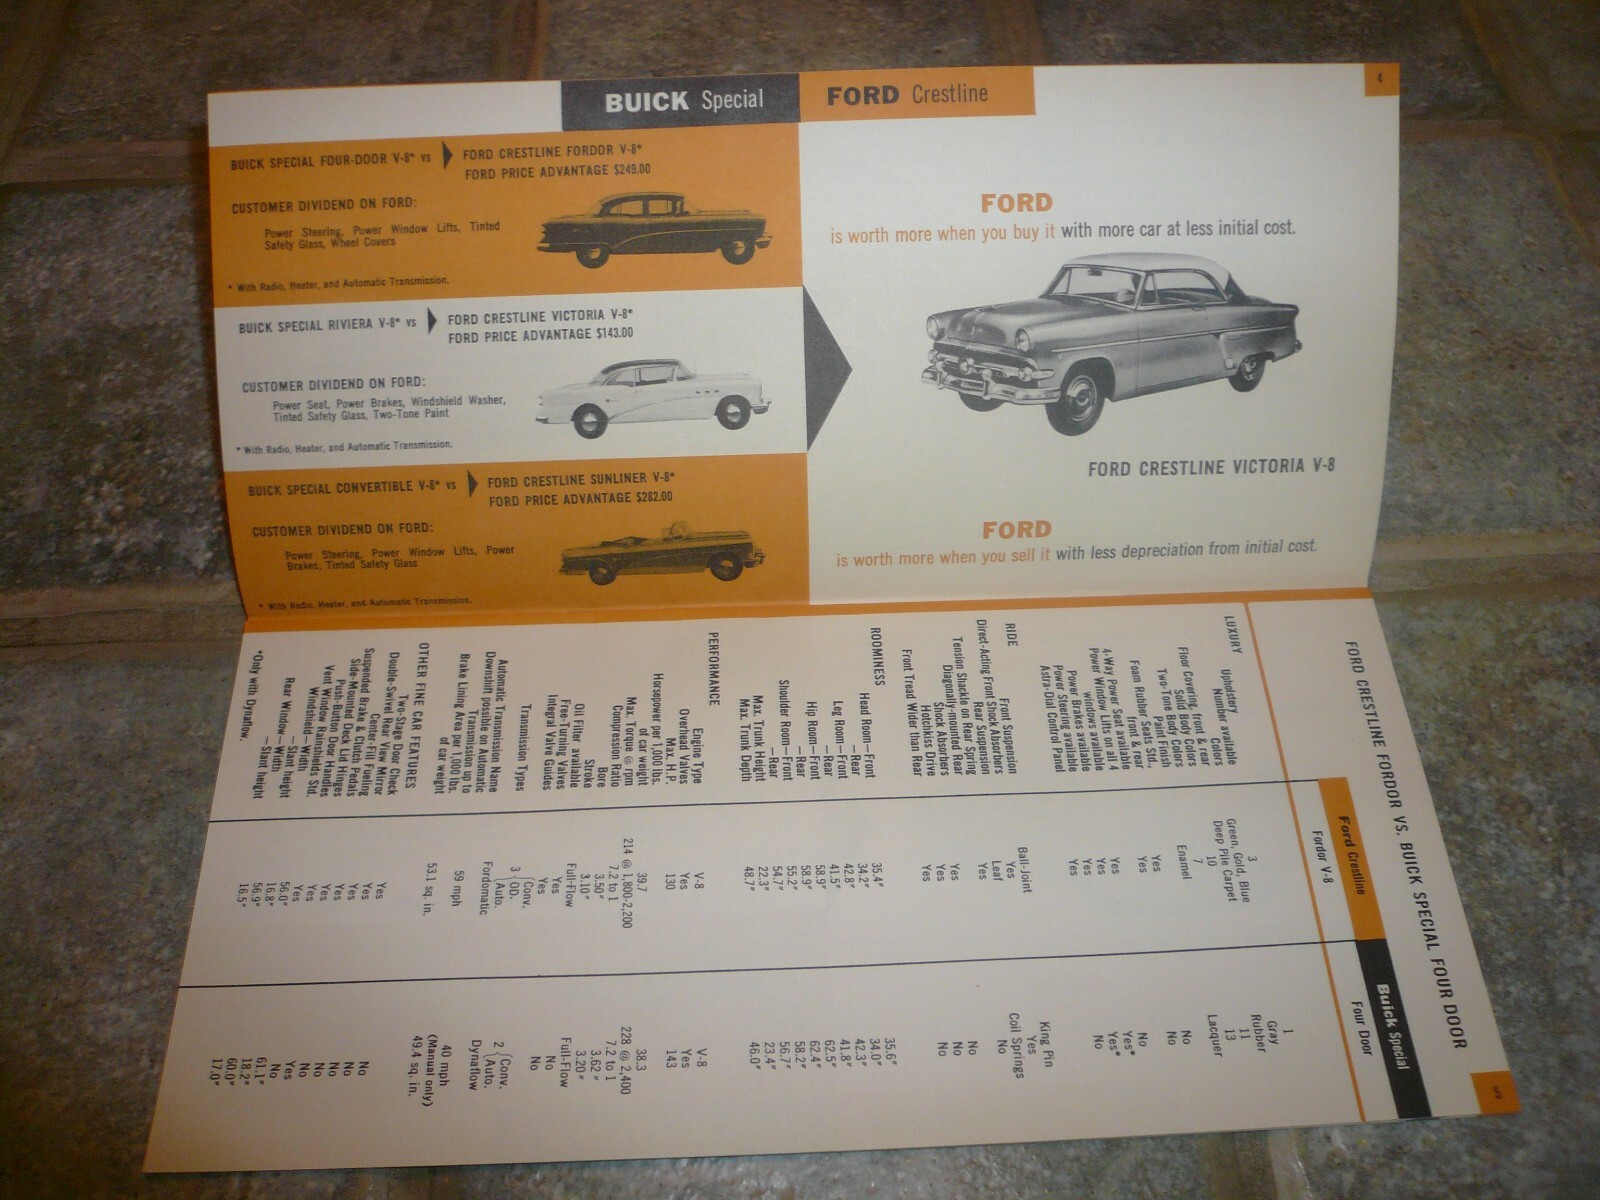 BUICK Special
FORD Crestline
4
BUICK SPECIAL FOUR-DOOR V-8* vs
FORD CRESTLINE FORDOR V-8*
FORD PRICE ADVANTAGE $249.00
CUSTOMER DIVIDEND ON FORD:
Power Steering, Power Window Lifts, Tinted
Safety Glass, Wheel Covers
* With Radio, Heater, and Automatic Transmission.
BUICK SPECIAL RIVIERA V-8* vs
FORD CRESTLINE VICTORIA V-8*
FORD PRICE ADVANTAGE $143.00
CUSTOMER DIVIDEND ON FORD:
Power Seat, Power Brakes, Windshield Washer,
Tinted Safety Glass, Two-Tone Paint
* With Radio, Heater, and Automatic Transmission.
BUICK SPECIAL CONVERTIBLE V-8* vs
FORD CRESTLINE SUNLINER V-8*
FORD PRICE ADVANTAGE $282.00
CUSTOMER DIVIDEND ON FORD:
Power Steering, Power Window Lifts, Power
Brakes, Tinted Safety Glass
* With Radio, Heater, and Automatic Transmission.
FORD
is worth more when you buy it with more car at less initial cost.
FORD CRESTLINE VICTORIA V-8
FORD
is worth more when you sell it with less depreciation from initial cost.
5
FORD CRESTLINE FORDOR VS. BUICK SPECIAL FOUR DOOR
Ford Crestline
Fordor V-8
Buick Special
Four Door
LUXURY
Upholstery
Number available 3 1
Colors Green, Gold, Blue Gray
Floor Covering, front & rear Deep Pile Carpet Rubber
Solid Body Colors 10 11
Two-Tone Body Colors 7 13
Paint Finish Enamel Lacquer
Foam Rubber Seats Std.,
front & rear Yes No
4-Way Power Seat available Yes No
Power Window Lifts on all 4
windows available Yes No
Power Brakes available Yes Yes*
Power Steering available Yes Yes*
Astra-Dial Control Panel Yes No
RIDE
Front Suspension Ball-Joint King Pin
Direct-Acting Front Shock Absorbers Yes Yes
Rear Suspension Leaf Coil Springs
Tension Shackle on Rear Spring Yes No
Diagonally-mounted Rear
Shock Absorbers Yes No
Hotchkiss Drive Yes No
Front Tread Wider than Rear Yes No
ROOMINESS
Head Room—Front 35.4" 35.6"
—Rear 34.2" 34.0"
Leg Room—Front 42.8" 42.3"
—Rear 41.5" 41.8"
Hip Room—Front 58.9" 62.5"
—Rear 58.9" 62.4"
Shoulder Room—Front 55.2" 58.2"
—Rear 54.7" 56.7"
Max. Trunk Height 22.3" 23.4"
Max. Trunk Depth 48.7" 46.0"
PERFORMANCE
Engine Type V-8 V-8
Overhead Valves Yes Yes
Max. H.P. 130 143
Horsepower per 1,000 lbs.
of car weight 39.7 38.3
Max. Torque @ rpm 214 @ 1,800-2,200 228 @ 2,400
Compression Ratio 7.2 to 1 7.2 to 1
Bore 3.50" 3.62"
Stroke 3.10" 3.20"
Oil Filter available Full-Flow Full-Flow
Free-Turning Valves Yes No
Integral Valve Guides Yes No
Transmission Types 3 {Conv. OD. Auto. 2 {Conv. Auto.
Automatic Transmission Name Fordomatic Dynaflow
Downshift possible on Automatic
Transmission up to 59 mph 40 mph
(Manual only)
Brake Lining Area per 1,000 lbs.
of car weight 53.1 sq. in. 49.4 sq. in.
OTHER FINE CAR FEATURES
Two-Stage Door Check Yes No
Double-Swivel Rear View Mirror Yes No
Center-Fill Fueling Yes No
Suspended Brake & Clutch Pedals Yes No
Side-Mounted Deck Lid Hinges Yes No
Push-Button Door Handles Yes Yes
Vent Window Rainshields Std. Yes No
Windshield—Width 56.0" 61.1"
—Slant height 16.8" 18.2"
Rear Window—Width 56.9" 60.0"
—Slant height 16.5" 17.0"
*Only with Dynaflow.